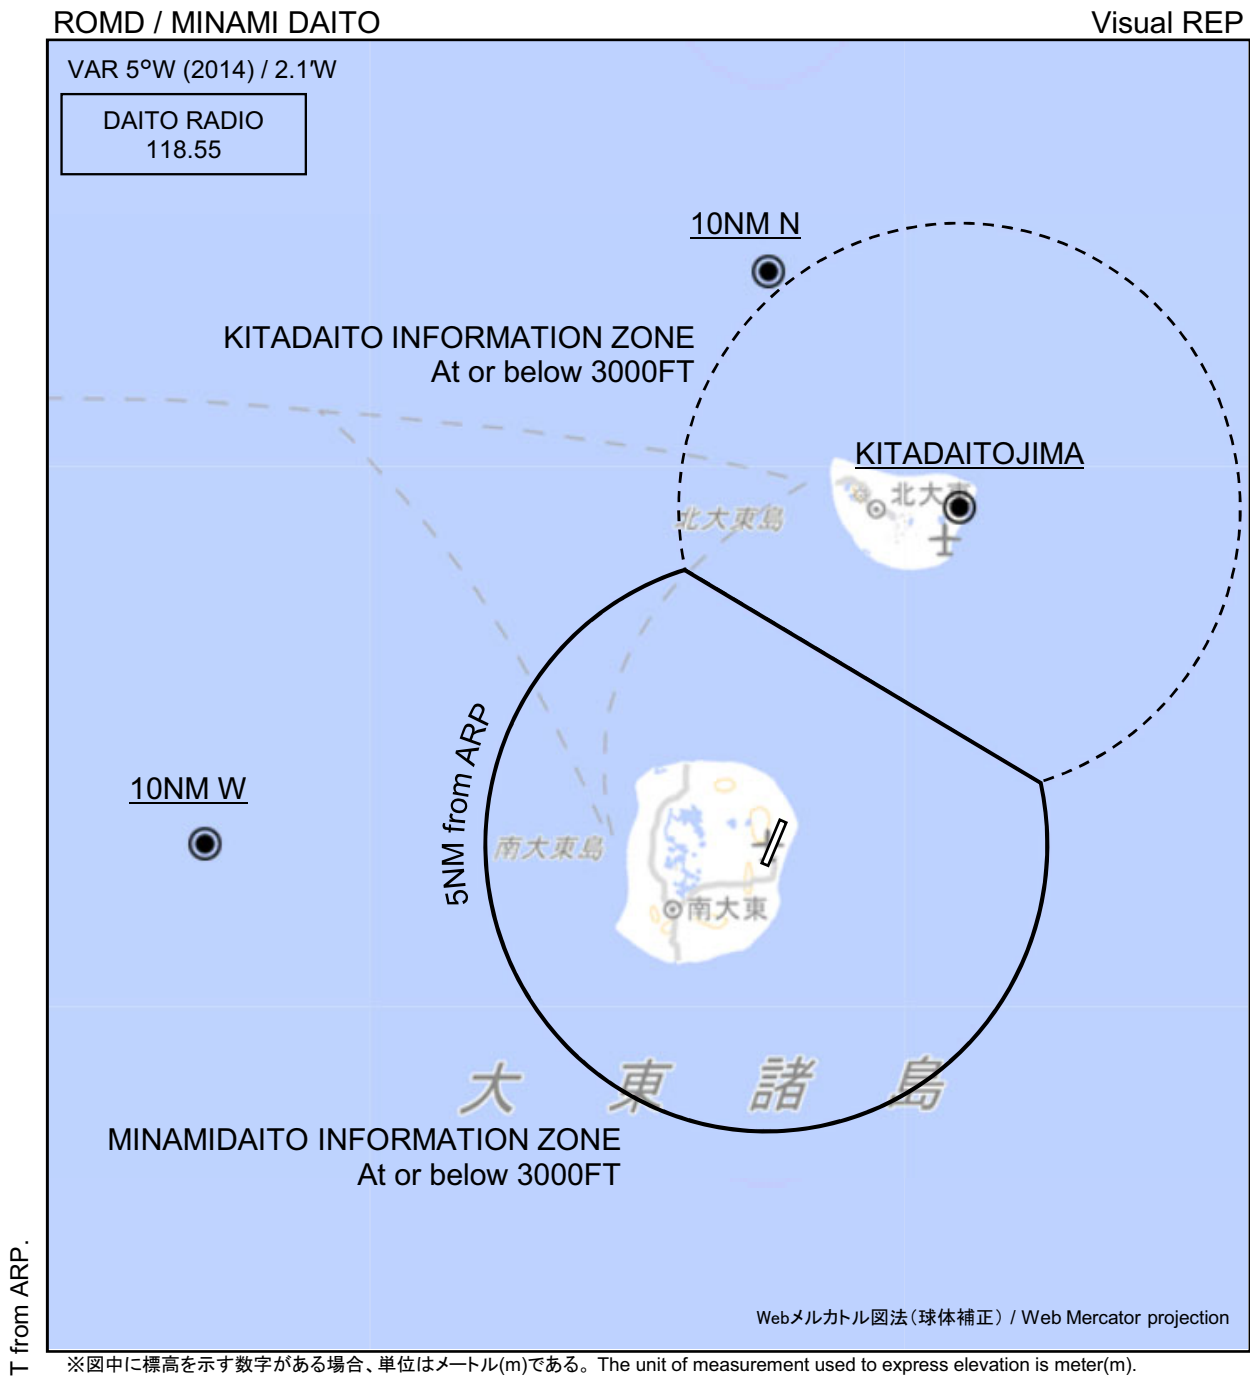 ROMD / MINAMI DAITO
Visual REP
VAR 5°W (2014) / 2.1'W
DAITO RADIO
118.55
10NM N
KITADAITO INFORMATION ZONE
At or below 3000FT
KITADAITOJIMA
北大東
北大東島
5NM from ARP
10NM W
南大東島
南大東
大東諸島
MINAMIDAITO INFORMATION ZONE
At or below 3000FT
T from ARP.
Webメルカトル図法(球体補正) / Web Mercator projection
※図中に標高を示す数字がある場合、単位はメートル(m)である。 The unit of measurement used to express elevation is meter(m).